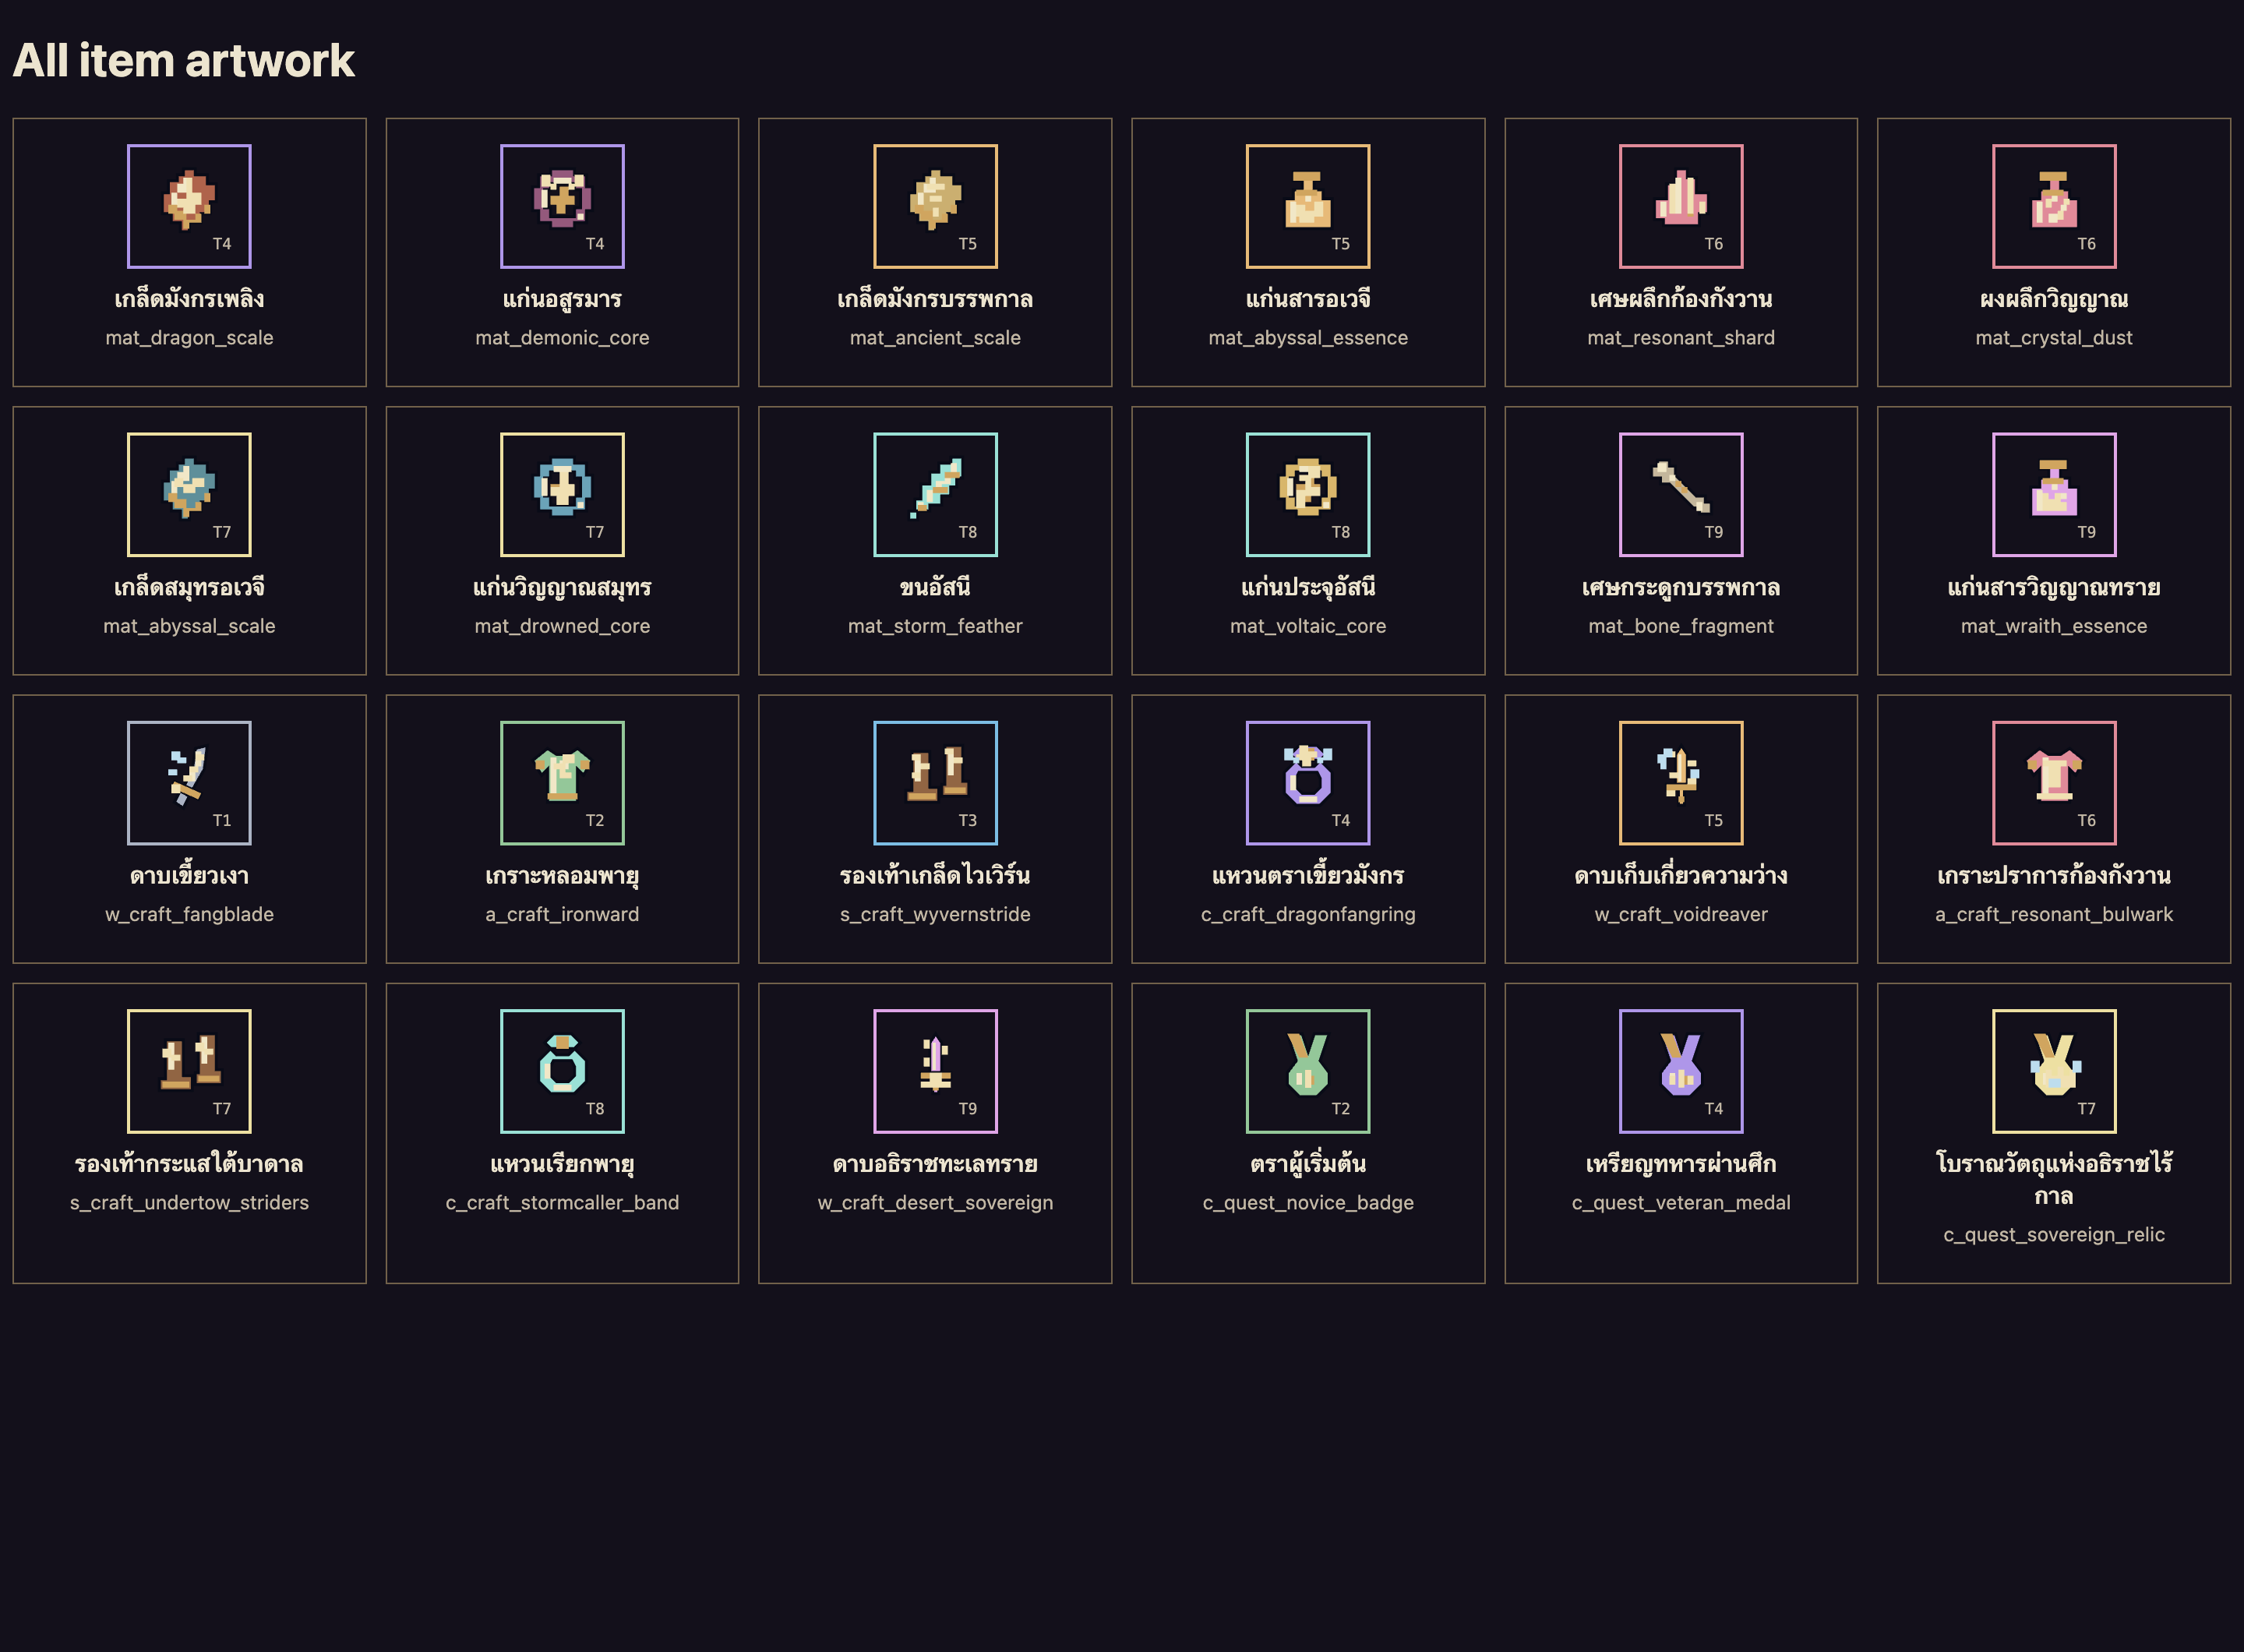 All item artwork
T4
T4
T5
T5
T6
T6
เกล็ดมังกรเพลิง
แก่นอสูรมาร
เกล็ดมังกรบรรพกาล
แก่นสารอเวจี
เศษผลึกก้องกังวาน
ผงผลึกวิญญาณ
mat_dragon_scale
mat_demonic_core
mat_ancient_scale
mat_abyssal_essence
mat_resonant_shard
mat_crystal_dust
T7
T7
T8
T8
T9
T9
เกล็ดสมุทรอเวจี
แก่นวิญญาณสมุทร
ขนอัสนี
แก่นประจุอัสนี
เศษกระดูกบรรพกาล
แก่นสารวิญญาณทราย
mat_abyssal_scale
mat_drowned_core
mat_storm_feather
mat_voltaic_core
mat_bone_fragment
mat_wraith_essence
T1
T2
T3
T4
T5
T6
ดาบเขี้ยวเงา
เกราะหลอมพายุ
รองเท้าเกล็ดไวเวิร์น
แหวนตราเขี้ยวมังกร
ดาบเก็บเกี่ยวความว่าง
เกราะปราการก้องกังวาน
w_craft_fangblade
a_craft_ironward
s_craft_wyvernstride
c_craft_dragonfangring
w_craft_voidreaver
a_craft_resonant_bulwark
T7
T8
T9
T2
T4
T7
รองเท้ากระแสใต้บาดาล
แหวนเรียกพายุ
ดาบอธิราชทะเลทราย
ตราผู้เริ่มต้น
เหรียญทหารผ่านศึก
โบราณวัตถุแห่งอธิราชไร้
กาล
s_craft_undertow_striders
c_craft_stormcaller_band
w_craft_desert_sovereign
c_quest_novice_badge
c_quest_veteran_medal
c_quest_sovereign_relic